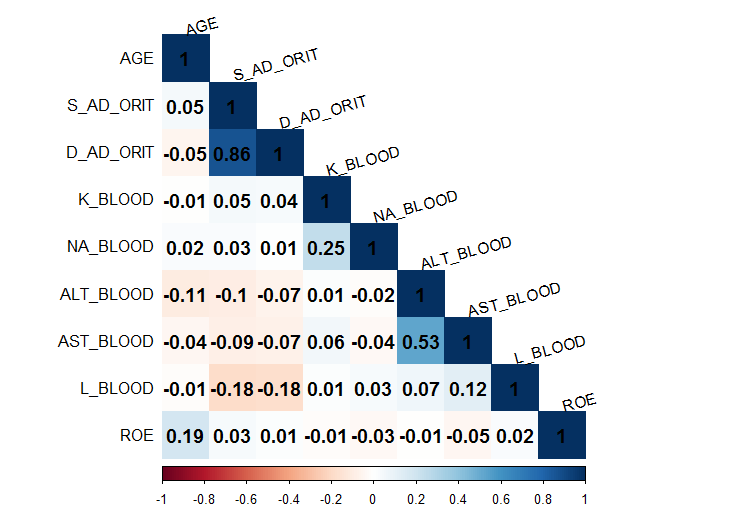 AGE
AGE 1 S_AD_ORIT
S_AD_ORIT 0.05 1 D_AD_ORIT
D_AD_ORIT -0.05 0.86 1 K_BLOOD
K_BLOOD -0.01 0.05 0.04 1 NA_BLOOD
NA_BLOOD 0.02 0.03 0.01 0.25 1 ALT_BLOOD
ALT_BLOOD -0.11 -0.1 -0.07 0.01 -0.02 1 AST_BLOOD
AST_BLOOD -0.04 -0.09 -0.07 0.06 -0.04 0.53 1 L_BLOOD
L_BLOOD -0.01 -0.18 -0.18 0.01 0.03 0.07 0.12 1 ROE
ROE 0.19 0.03 0.01 -0.01 -0.03 -0.01 -0.05 0.02 1
-1 -0.8 -0.6 -0.4 -0.2 0 0.2 0.4 0.6 0.8 1